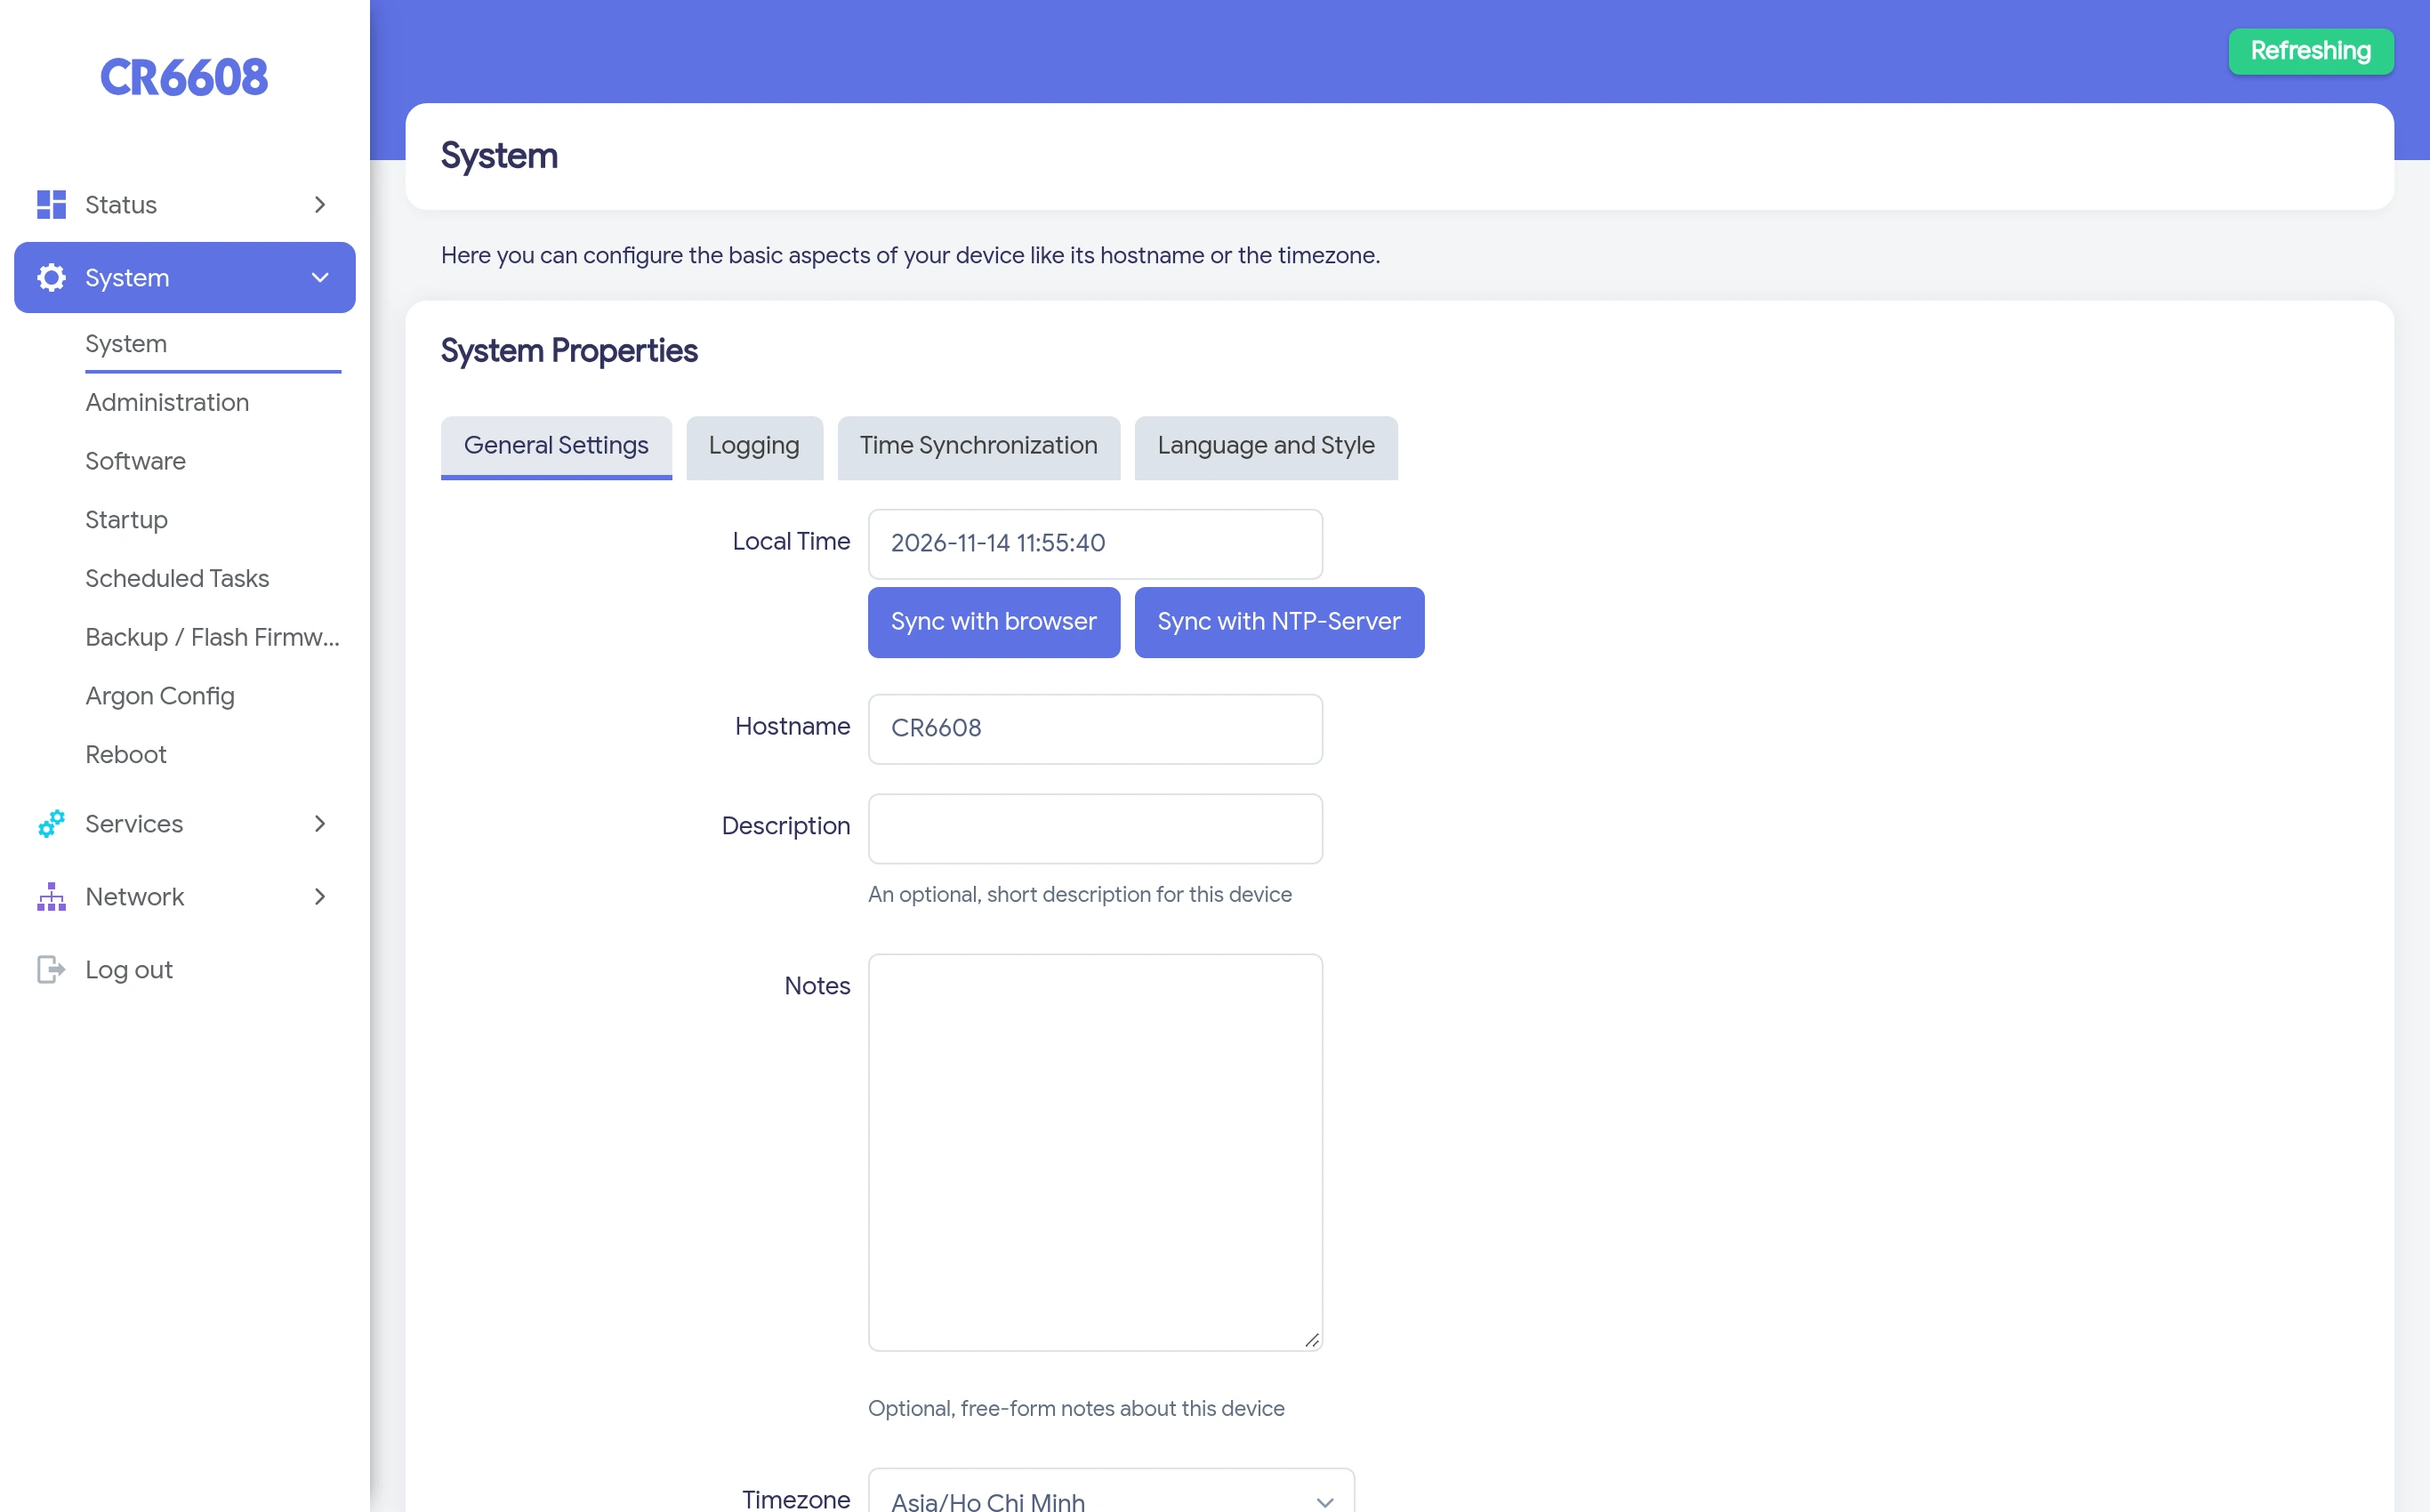 CR6608
Refreshing
Status
System
System
Administration
Software
Startup
Scheduled Tasks
Backup / Flash Firmw...
Argon Config
Reboot
Services
Network
Log out
System
Here you can configure the basic aspects of your device like its hostname or the timezone.
System Properties
General Settings Logging Time Synchronization Language and Style
Local Time 2026-11-14 11:55:40
Sync with browser Sync with NTP-Server
Hostname CR6608
Description
An optional, short description for this device
Notes
Optional, free-form notes about this device
Timezone Asia/Ho Chi Minh